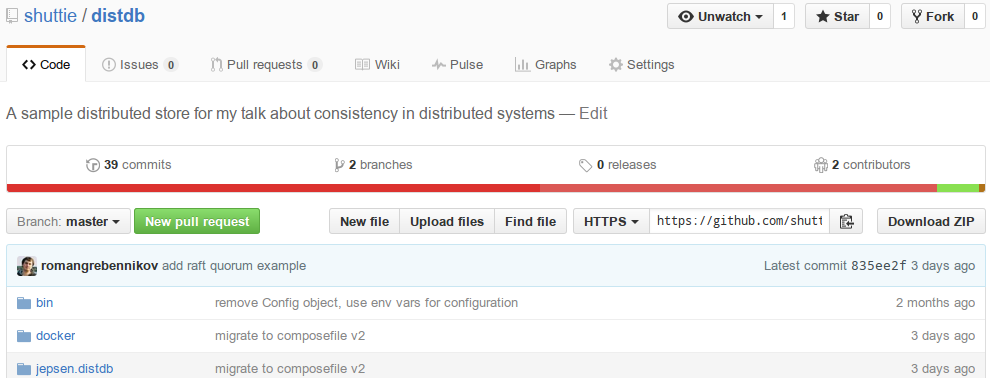 shuttie / distdb Unwatch 1 Star 0 Fork 0
Code Issues 0 Pull requests 0 Wiki Pulse Graphs Settings
A sample distributed store for my talk about consistency in distributed systems — Edit
39 commits 2 branches 0 releases 2 contributors
Branch: master New pull request New file Upload files Find file HTTPS https://github.com/shutt Download ZIP
romangrebennikov add raft quorum example Latest commit 835ee2f 3 days ago
bin remove Config object, use env vars for configuration 2 months ago
docker migrate to composefile v2 3 days ago
jepsen.distdb migrate to composefile v2 3 days ago